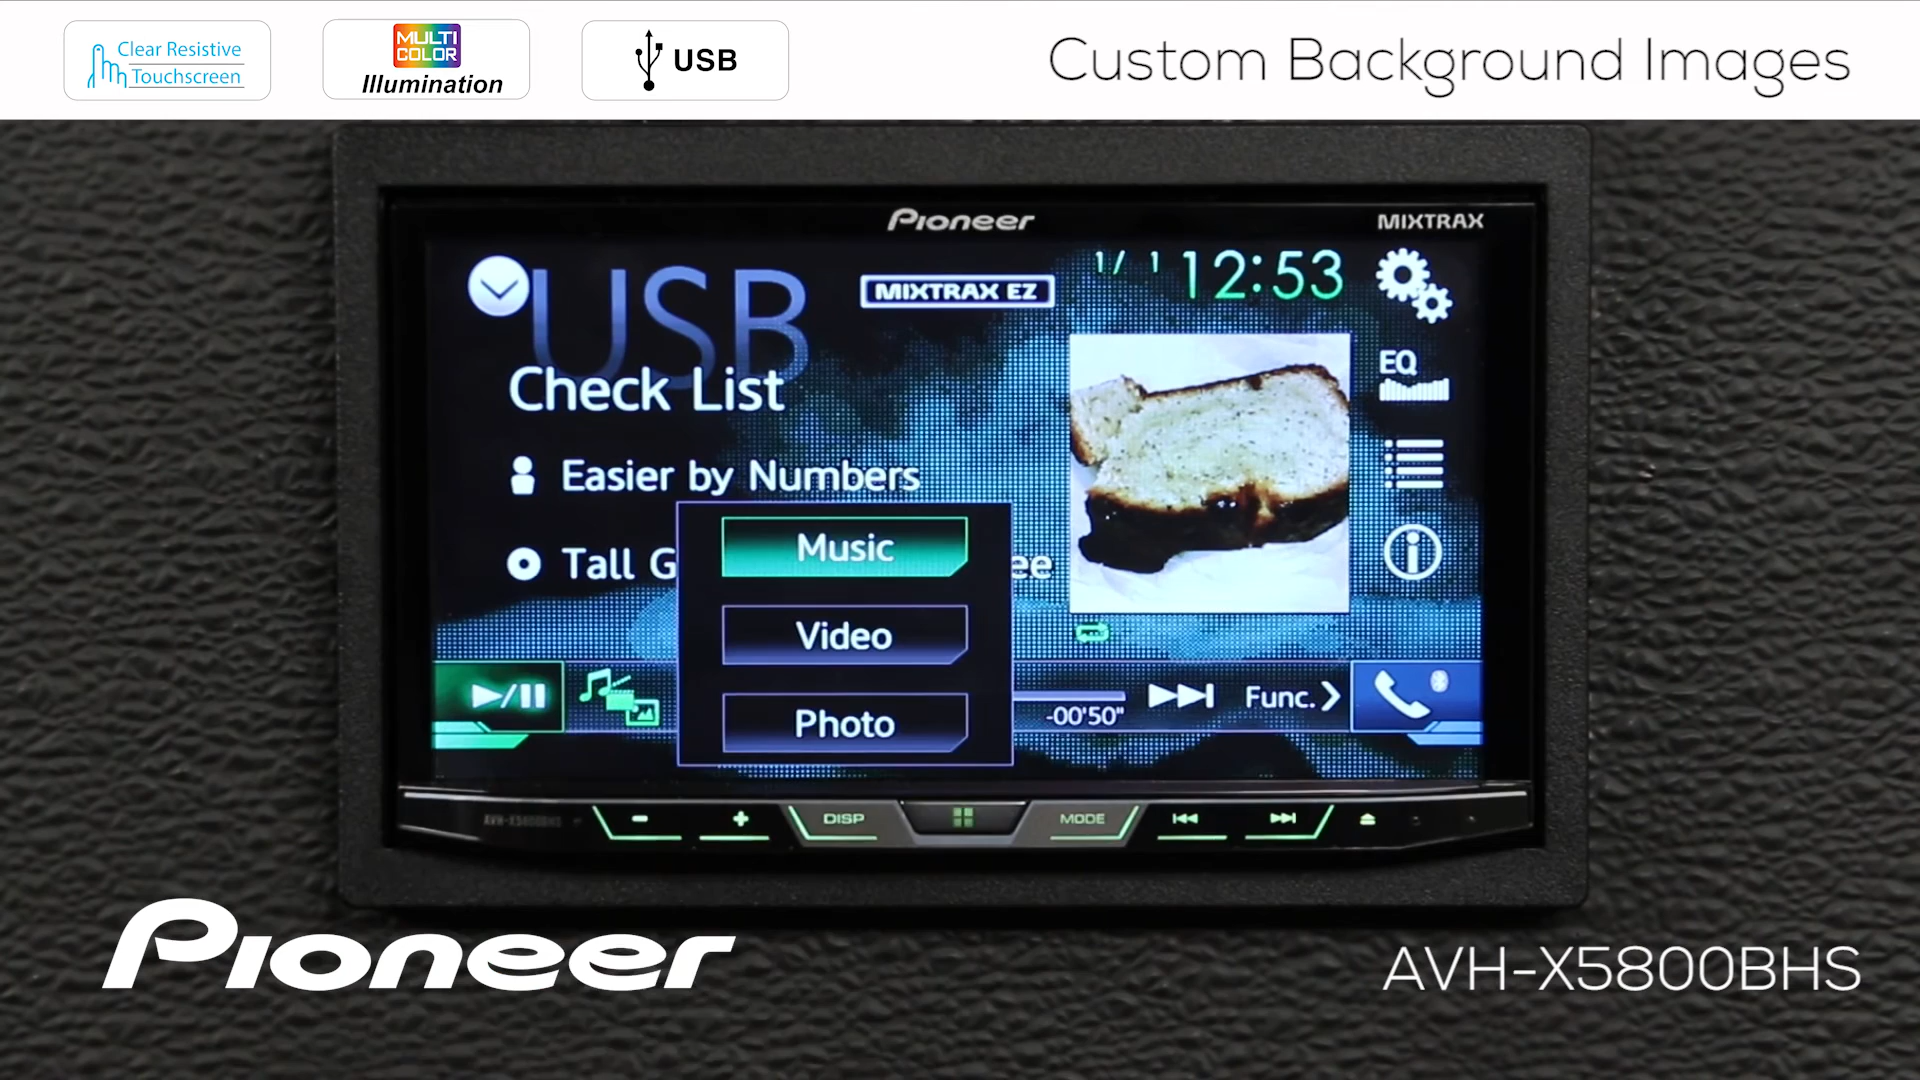 Clear Resistive
Touchscreen
MULTI
COLOR
Illumination
USB
Custom Background Images
Pioneer
MIXTRAX
USB
MIXTRAX EZ
1/ 1
12:53
Check List
EQ
Easier by Numbers
Tall G
ee
Music
Video
Photo
-00'50"
Func.
AVH-X5800BHS
DISP
MODE
Pioneer
AVH-X5800BHS